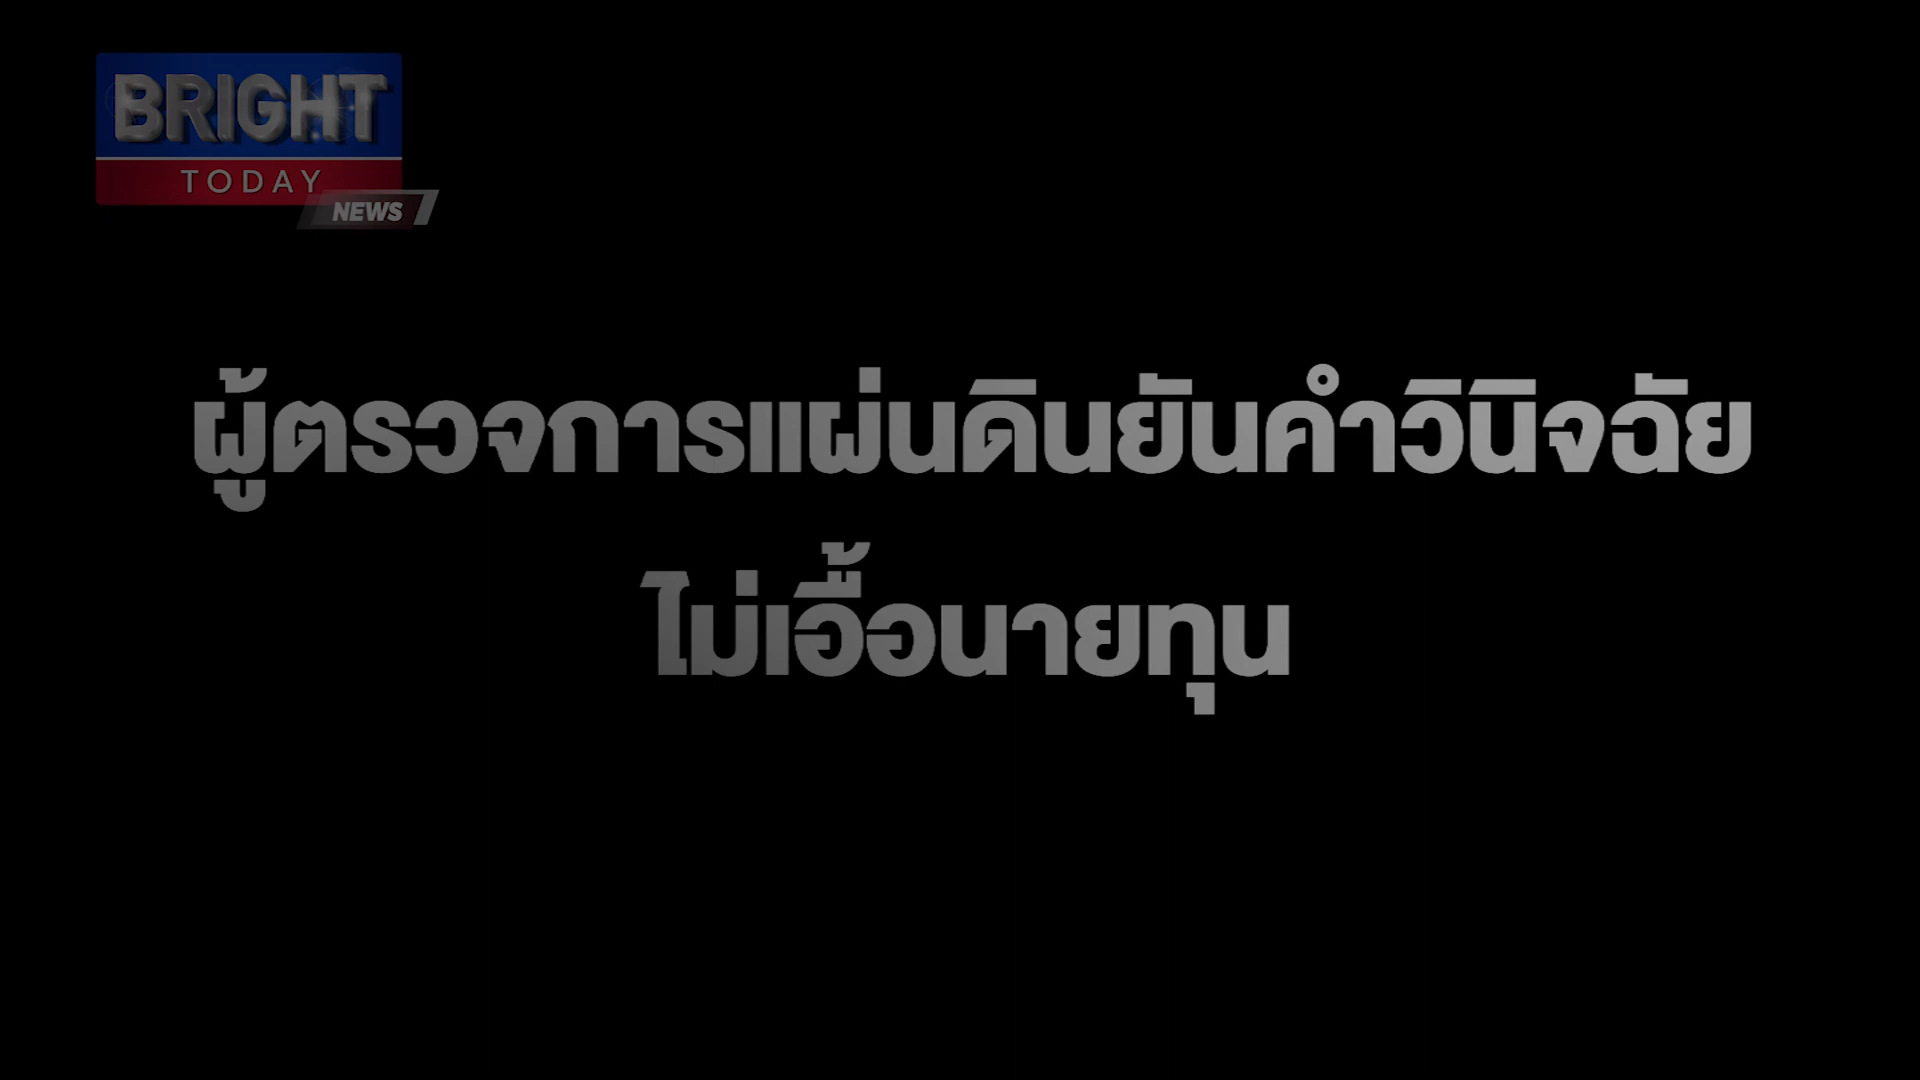 BRIGHT
TODAY
NEWS
ผู้ตรวจการแผ่นดินยันคำวินิจฉัย
ไม่เอื้อนายทุน